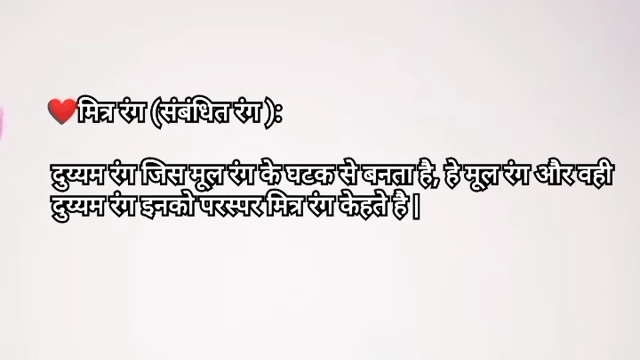 ❤️मित्र रंग (संबंधित रंग ):
दुय्यम रंग जिस मूल रंग के घटक से बनता है, हे मूल रंग और वही
दुय्यम रंग इनको परस्पर मित्र रंग केहते है |